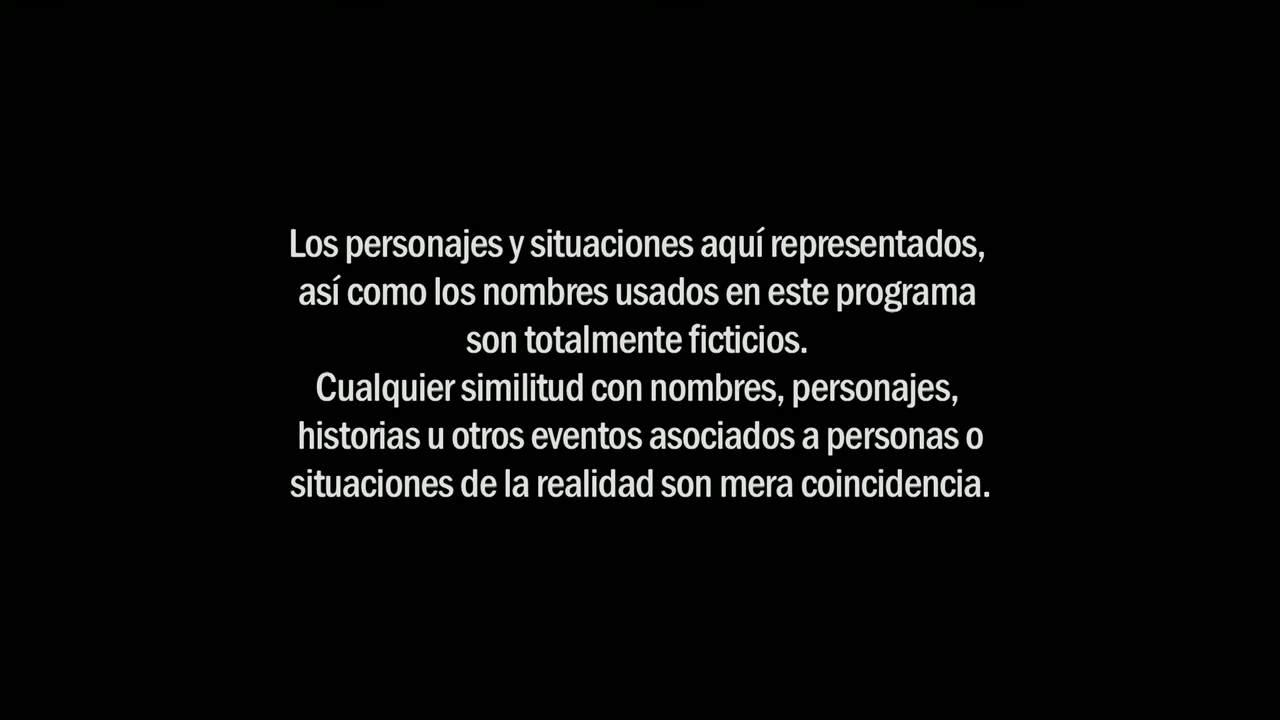 Los personajes y situaciones aquí representados,
así como los nombres usados en este programa
son totalmente ficticios.
Cualquier similitud con nombres, personajes,
historias u otros eventos asociados a personas o
situaciones de la realidad son mera coincidencia.